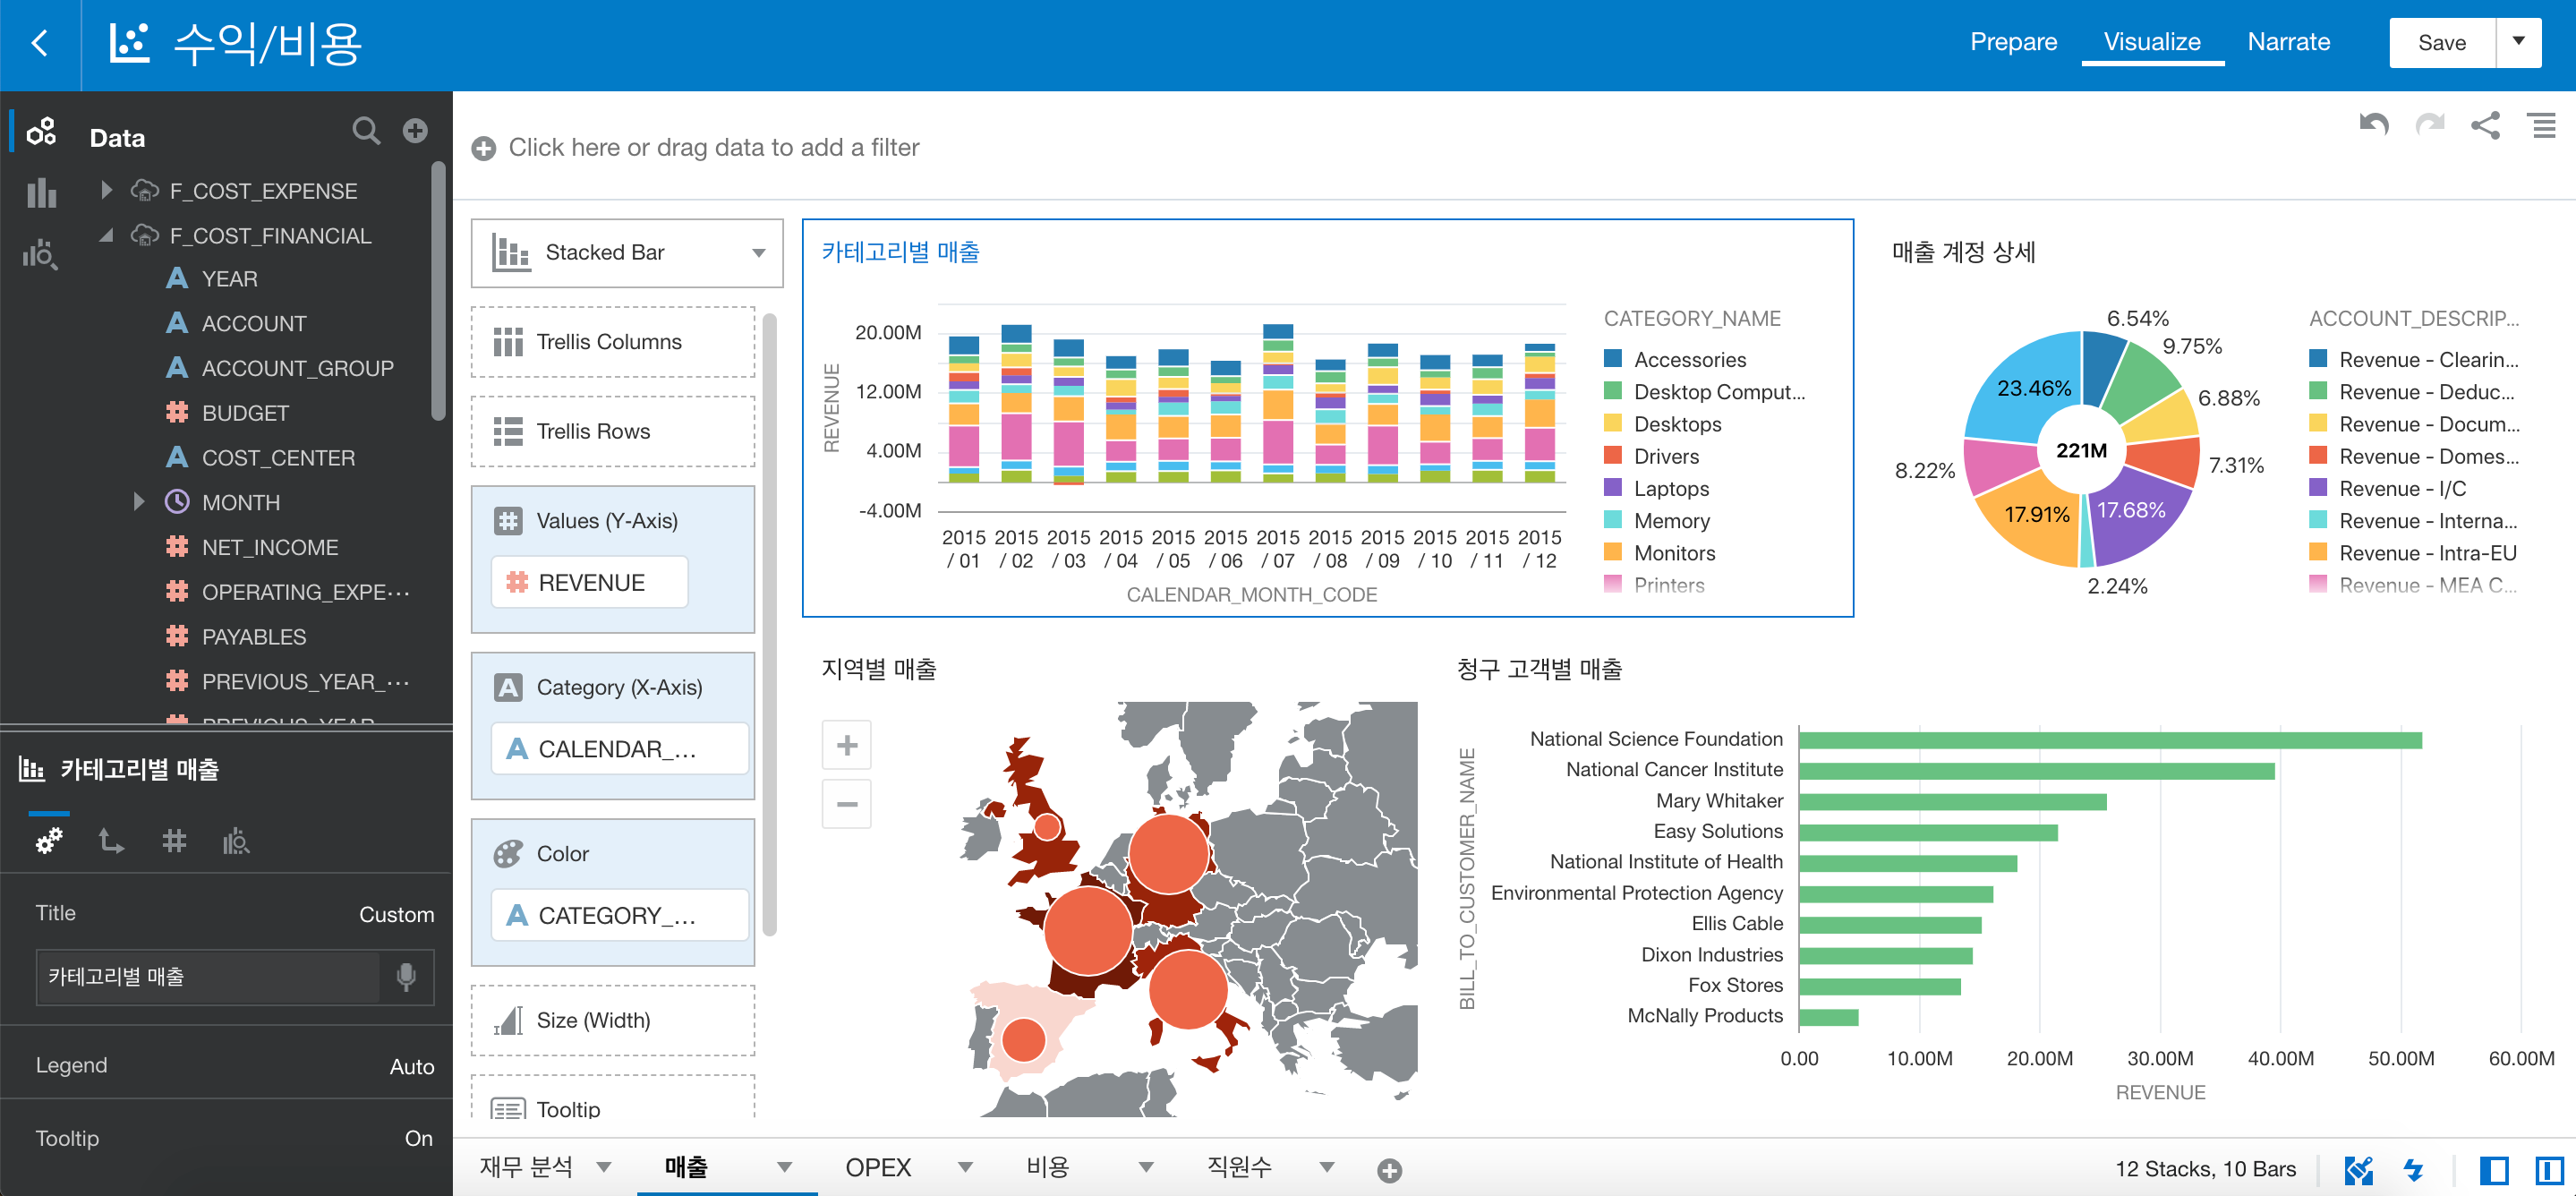 수익/비용
Prepare
Visualize
Narrate
Save
Data
F_COST_EXPENSE
F_COST_FINANCIAL
YEAR
ACCOUNT
ACCOUNT_GROUP
BUDGET
COST_CENTER
MONTH
NET_INCOME
OPERATING_EXPE...
PAYABLES
PREVIOUS_YEAR_...
카테고리별 매출
Title
Custom
카테고리별 매출
Legend
Auto
Tooltip
On
Click here or drag data to add a filter
Stacked Bar
Trellis Columns
Trellis Rows
Values (Y-Axis)
REVENUE
Category (X-Axis)
CALENDAR_...
Color
CATEGORY_...
Size (Width)
Tooltip
카테고리별 매출
REVENUE
20.00M
12.00M
4.00M
-4.00M
2015 2015 2015 2015 2015 2015 2015 2015 2015 2015 2015 2015
/ 01 / 02 / 03 / 04 / 05 / 06 / 07 / 08 / 09 / 10 / 11 / 12
CALENDAR_MONTH_CODE
CATEGORY_NAME
Accessories
Desktop Comput...
Desktops
Drivers
Laptops
Memory
Monitors
Printers
매출 계정 상세
6.54%
9.75%
6.88%
7.31%
17.68%
2.24%
17.91%
8.22%
23.46%
221M
ACCOUNT_DESCRIP...
Revenue - Clearin...
Revenue - Deduc...
Revenue - Docum...
Revenue - Domes...
Revenue - I/C
Revenue - Interna...
Revenue - Intra-EU
Revenue - MEA C...
지역별 매출
청구 고객별 매출
BILL_TO_CUSTOMER_NAME
National Science Foundation
National Cancer Institute
Mary Whitaker
Easy Solutions
National Institute of Health
Environmental Protection Agency
Ellis Cable
Dixon Industries
Fox Stores
McNally Products
0.00 10.00M 20.00M 30.00M 40.00M 50.00M 60.00M
REVENUE
재무 분석
매출
OPEX
비용
직원수
12 Stacks, 10 Bars